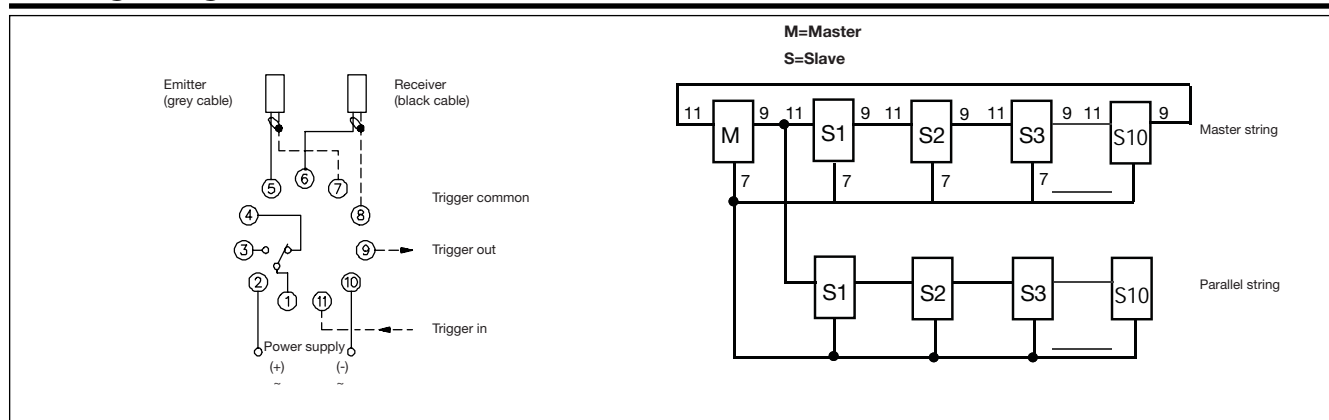 M=Master
S=Slave
Emitter
(grey cable)
Receiver
(black cable)
5
6
7
8
Trigger common
4
3
9
Trigger out
2
1
11
10
Trigger in
Power supply
(+)
(-)
~
~
11
M
9
11
S1
9
11
S2
9
11
S3
9
11
S10
9
Master string
7
7
7
7
S1
S2
S3
S10
Parallel string